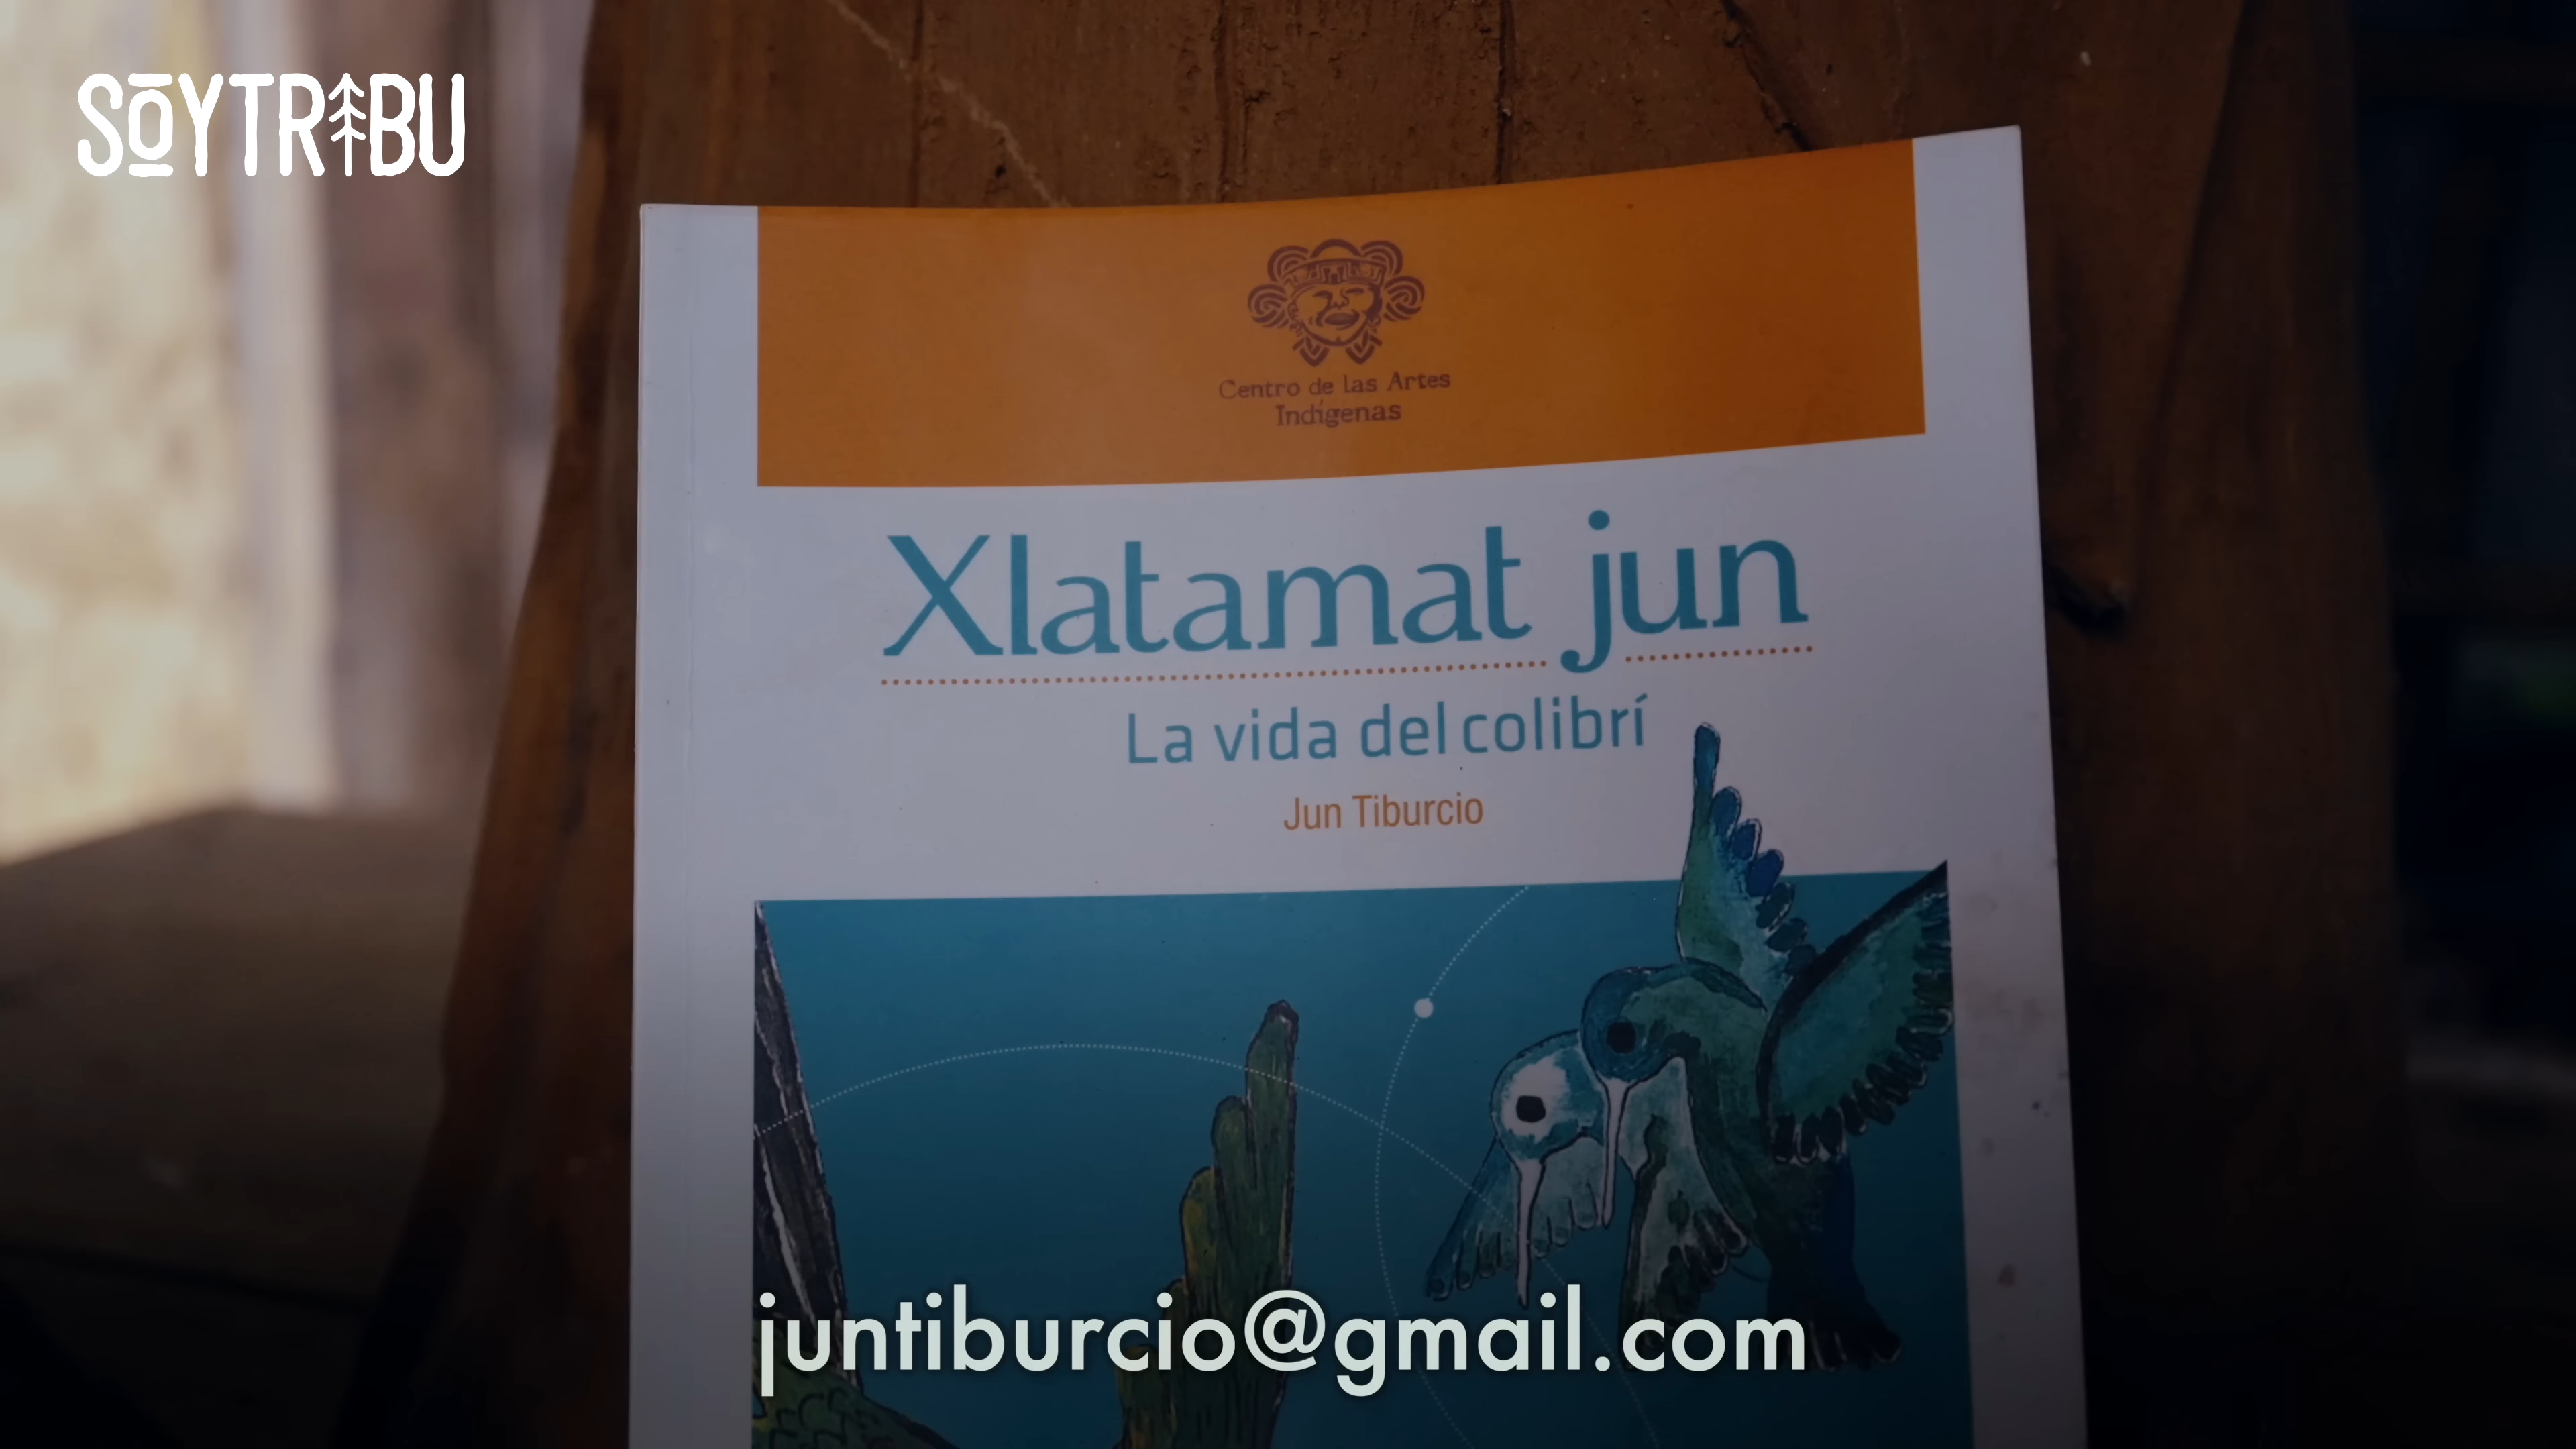 SOYTRIBU
Centro de las Artes
Indígenas
Xlatamat jun
La vida del colibrí
Jun Tiburcio
juntiburcio@gmail.com